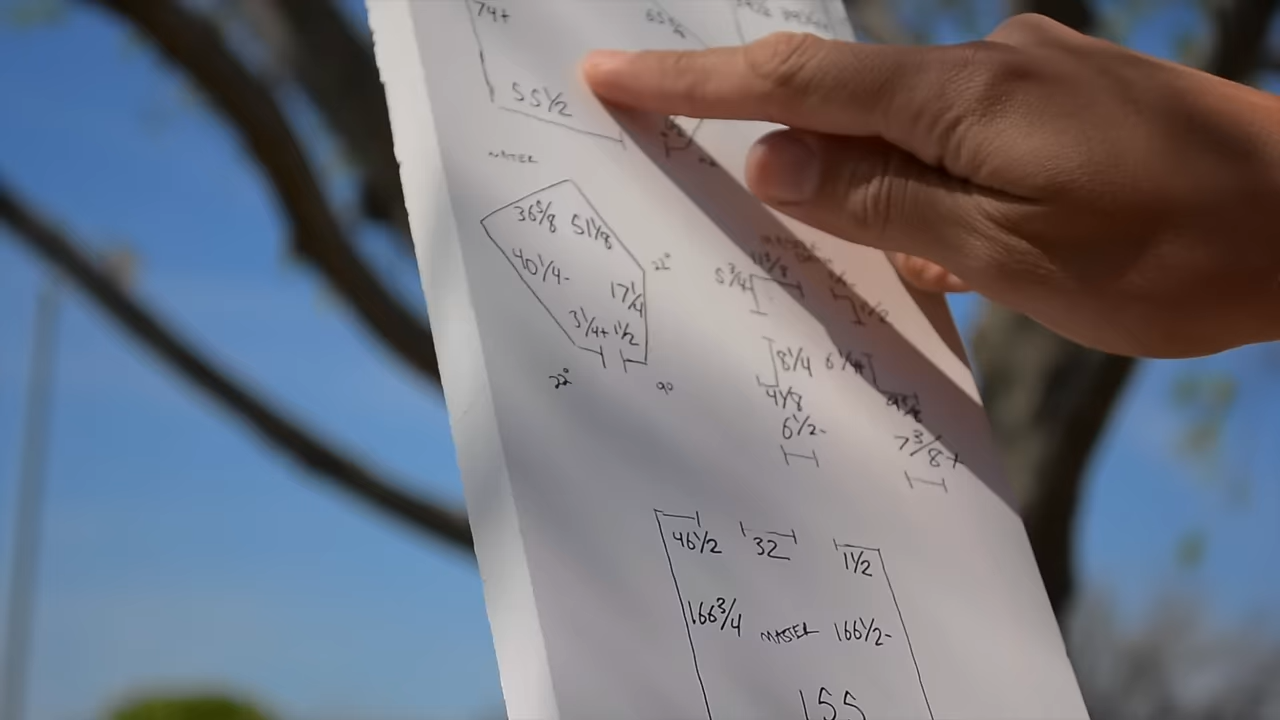 74+
55 1/2
MASTER
36 5/8 51 1/8
22°
40 1/4-
17 1/4
3 1/4+ 1 1/2
22° 90
5 3/4
8 1/4 6 1/4+
4 1/8
6 1/2-
7 3/8+
46 1/2 32 1 1/2
166 3/4 MASTER 166 1/2-
155